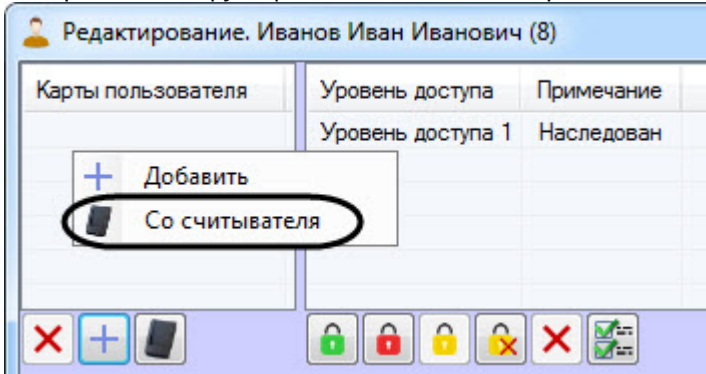 Редактирование. Иванов Иван Иванович (8)
Карты пользователя Уровень доступа Примечание
Уровень доступа 1 Наследован
Добавить
Со считывателя